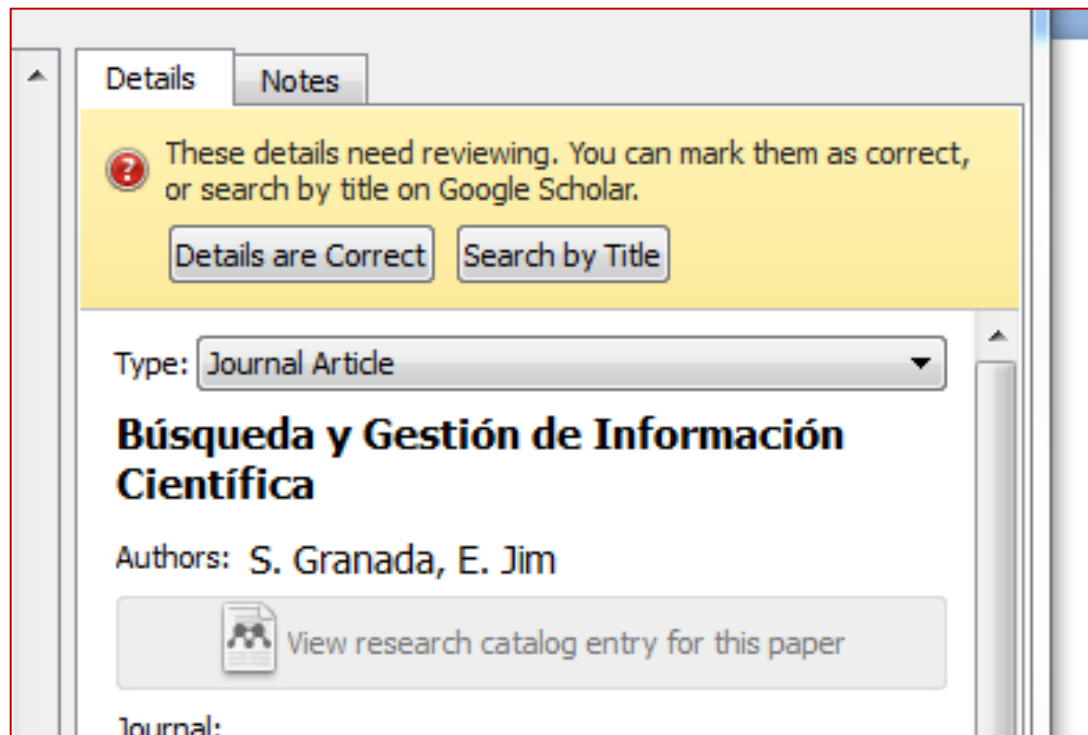 Details Notes
These details need reviewing. You can mark them as correct,
or search by title on Google Scholar.
Details are Correct Search by Title
Type: Journal Article
Búsqueda y Gestión de Información
Científica
Authors: S. Granada, E. Jim
View research catalog entry for this paper
Journal: